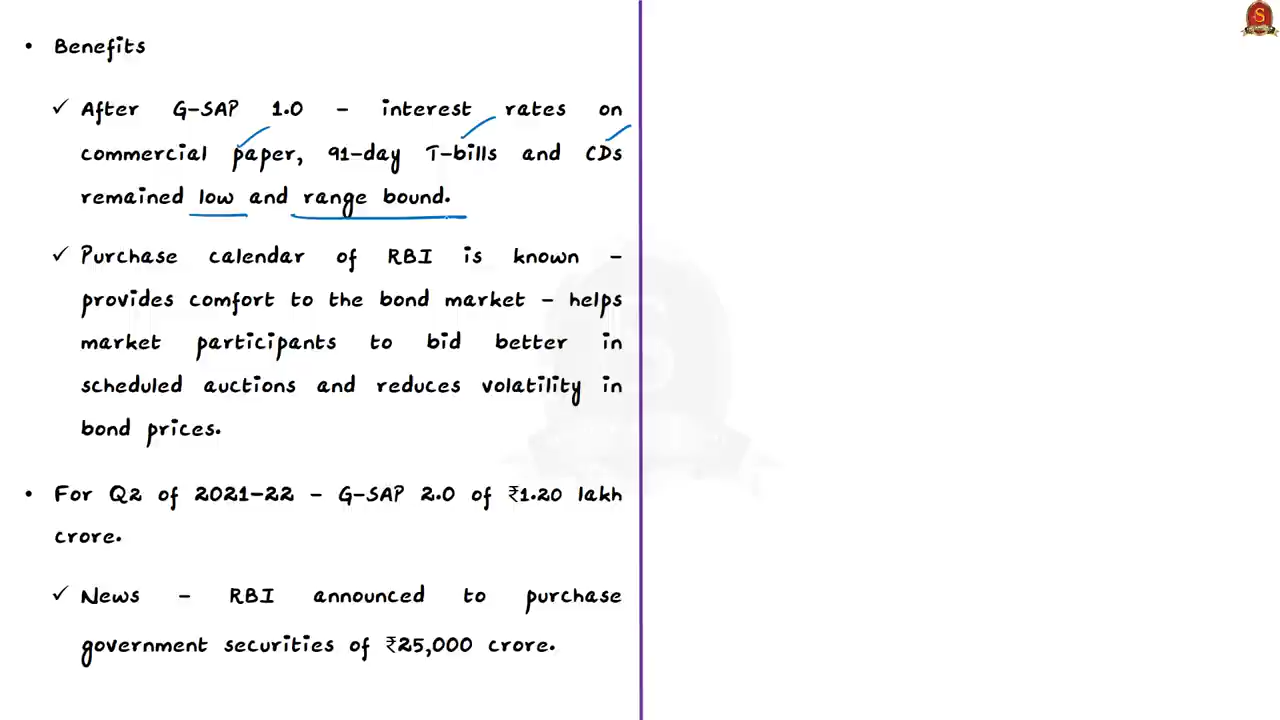 • Benefits
✓ After G-SAP 1.0 – interest rates on
commercial paper, 91-day T-bills and CDs
remained low and range bound.
✓ Purchase calendar of RBI is known –
provides comfort to the bond market – helps
market participants to bid better in
scheduled auctions and reduces volatility in
bond prices.
• For Q2 of 2021-22 – G-SAP 2.0 of ₹1.20 lakh
crore.
✓ News – RBI announced to purchase
government securities of ₹25,000 crore.